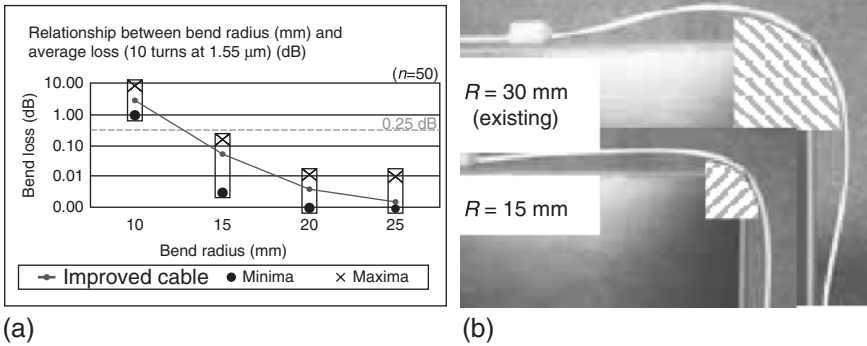 Relationship between bend radius (mm) and
average loss (10 turns at 1.55 μm) (dB)
(n=50)
10.00
1.00
0.25 dB
0.10
0.01
0.00
Bend loss (dB)
10 15 20 25
Bend radius (mm)
Improved cable Minima Maxima
(a)
R = 30 mm
(existing)
R = 15 mm
(b)